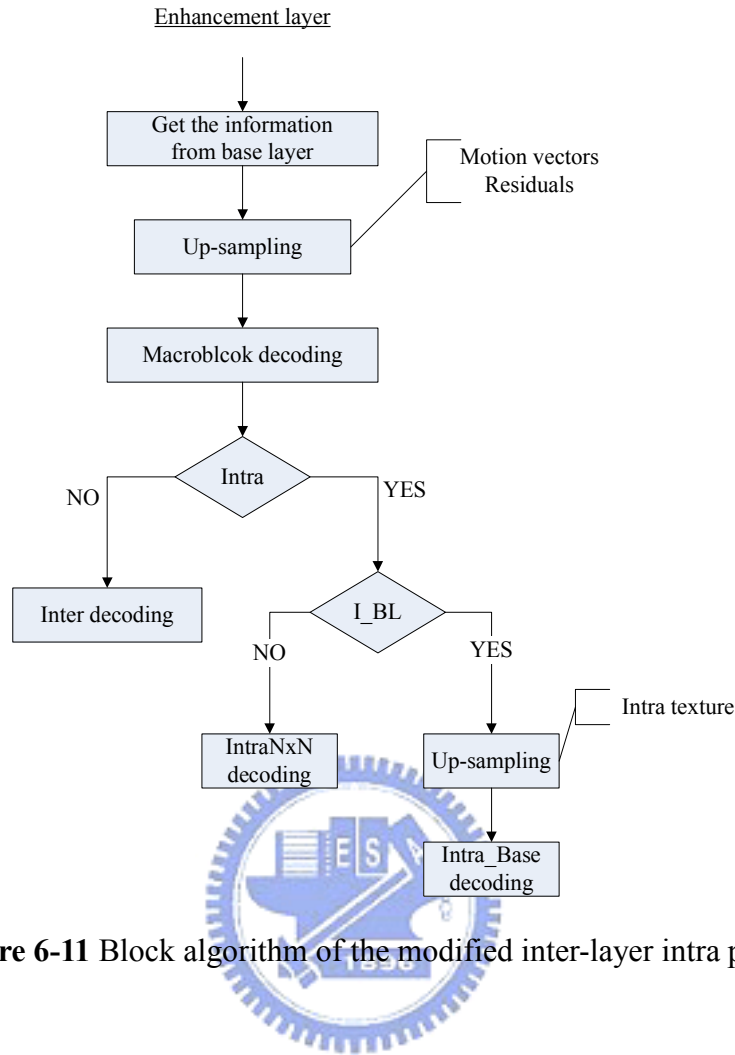 Enhancement layer
Get the information
from base layer
Motion vectors
Residuals
Up-sampling
Macroblcok decoding
Intra
NO
YES
Inter decoding
I_BL
NO
YES
Intra texture
IntraNxN
decoding
Up-sampling
Intra_Base
decoding
E S A
1896
re 6-11 Block algorithm of the modified inter-layer intra p